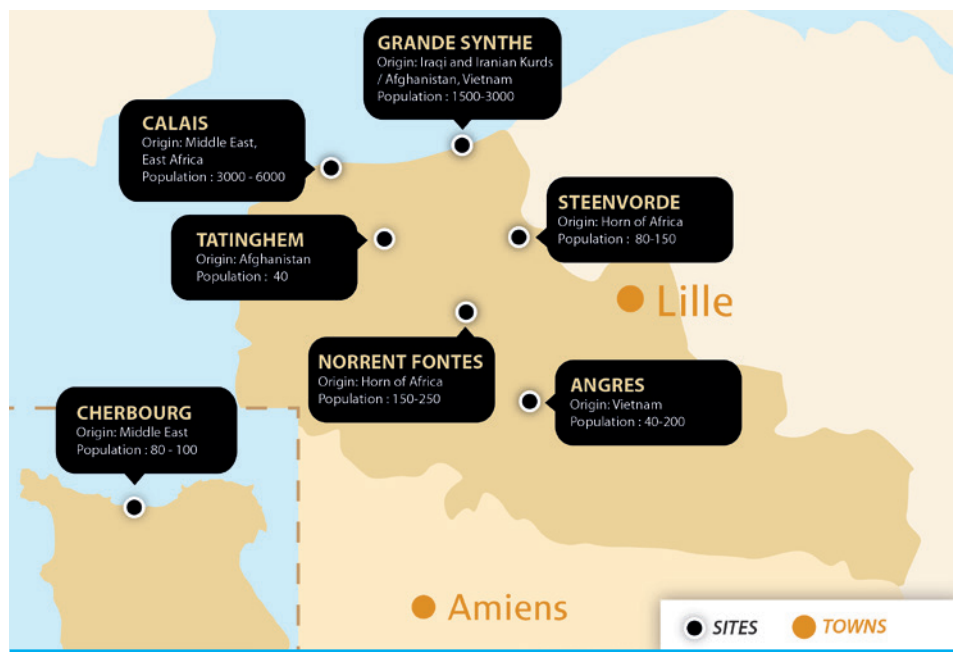 GRANDE SYNTHE
Origin: Iraqi and Iranian Kurds
/ Afghanistan, Vietnam
Population : 1500-3000
CALAIS
Origin: Middle East,
East Africa
Population : 3000 - 6000
STEENVORDE
Origin: Horn of Africa
Population : 80-150
TATINGHEM
Origin: Afghanistan
Population : 40
Lille
NORRENT FONTES
Origin: Horn of Africa
Population : 150-250
ANGRES
Origin: Vietnam
Population : 40-200
CHERBOURG
Origin: Middle East
Population : 80 - 100
Amiens
SITES
TOWNS